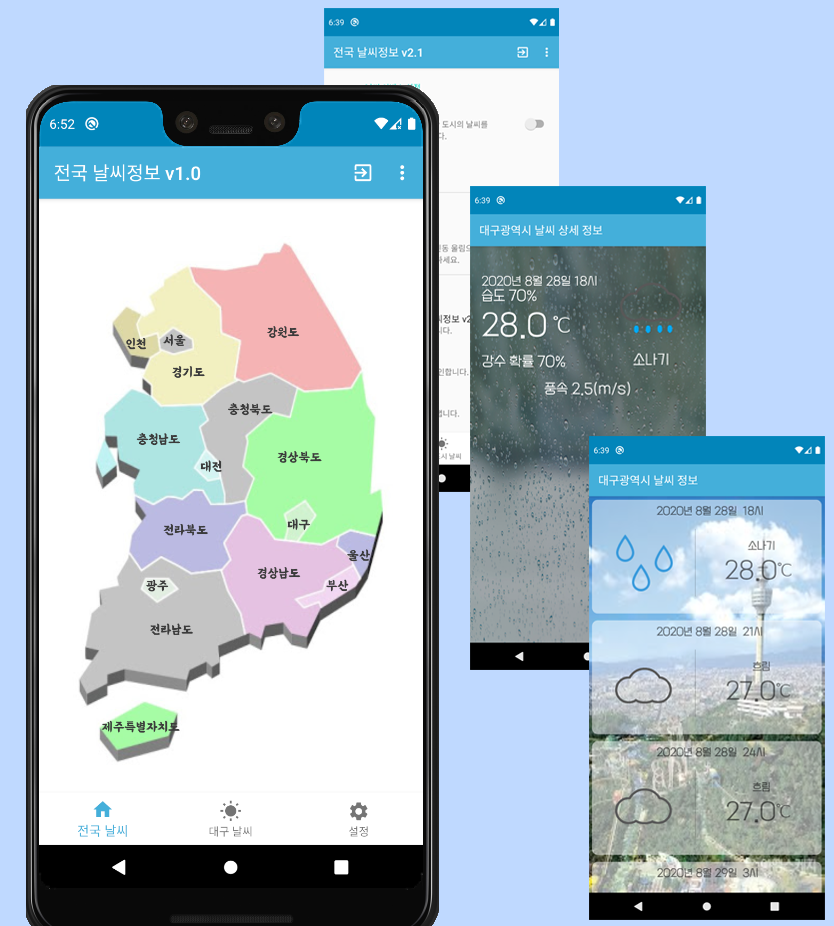 6:39
전국 날씨정보 v2.1
도시의 날씨를
다.
진동 울림으
하세요.
정보 v2
니다.
인합니다.
됩니다.
도시 날씨
6:52
전국 날씨정보 v1.0
강원도
인천
서울
경기도
충청북도
충청남도
대전
경상북도
전라북도
대구
울산
경상남도
광주
부산
전라남도
제주특별자치도
전국 날씨
대구 날씨
설정
6:39
대구광역시 날씨 상세 정보
2020년 8월 28일 18시
습도 70%
28.0 ℃
소나기
강수 확률 70%
풍속 2.5(m/s)
6:39
대구광역시 날씨 정보
2020년 8월 28일 18시
소나기
28.0℃
2020년 8월 28일 21시
흐림
27.0℃
2020년 8월 28일 24시
흐림
27.0℃
2020년 8월 29일 3시